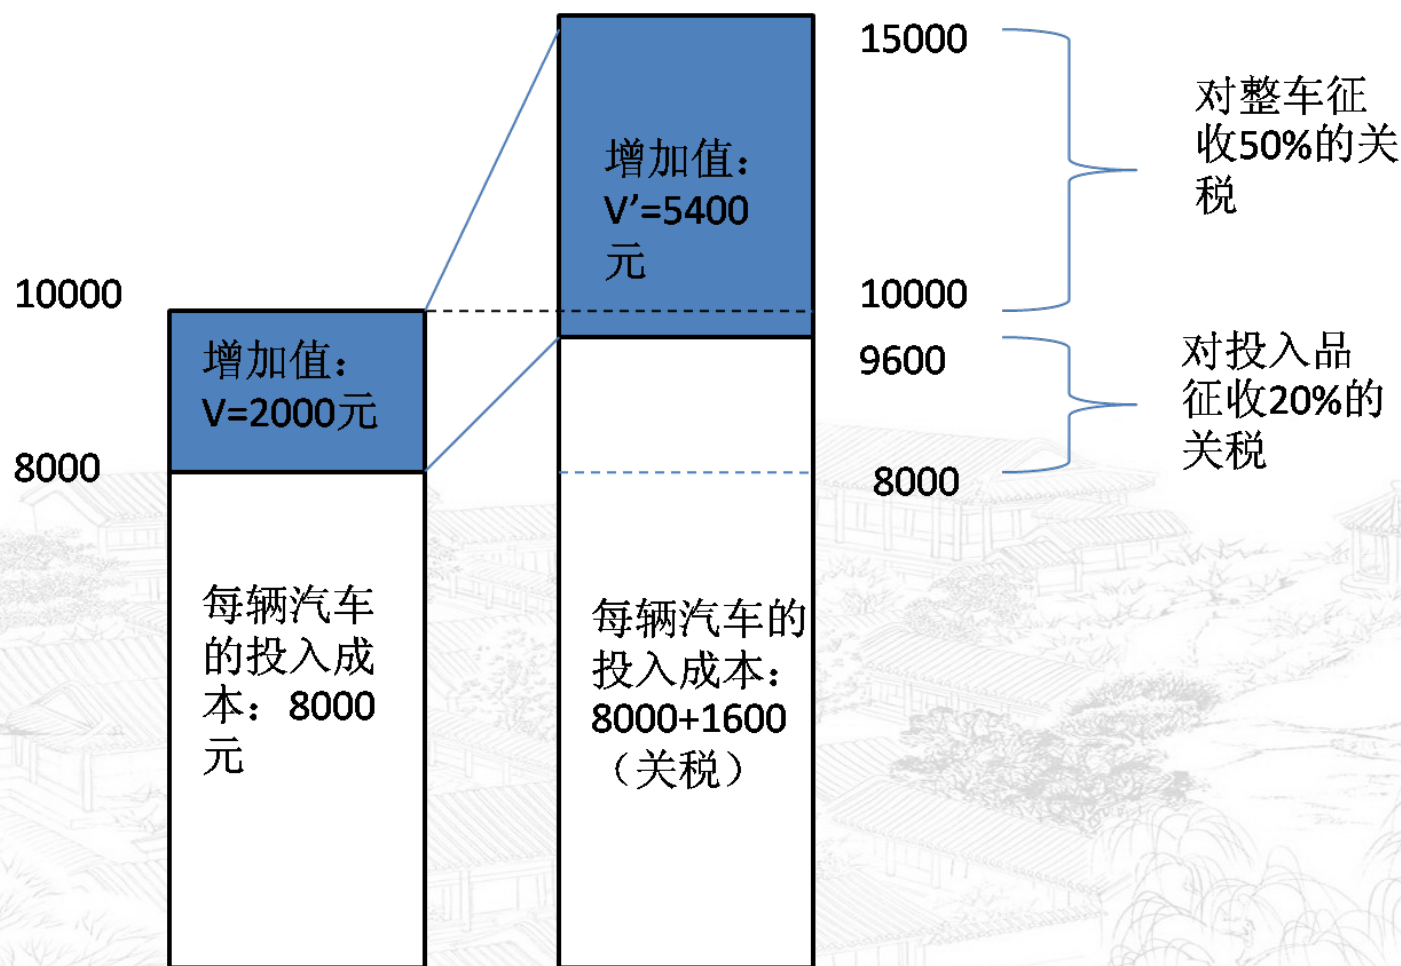 15000
对整车征
收50%的关
税
增加值：
V’=5400
元
10000
10000
增加值：
V=2000元
9600
对投入品
征收20%的
关税
8000
8000
每辆汽车
的投入成
本：8000
元
每辆汽车的
投入成本：
8000+1600
（关税）